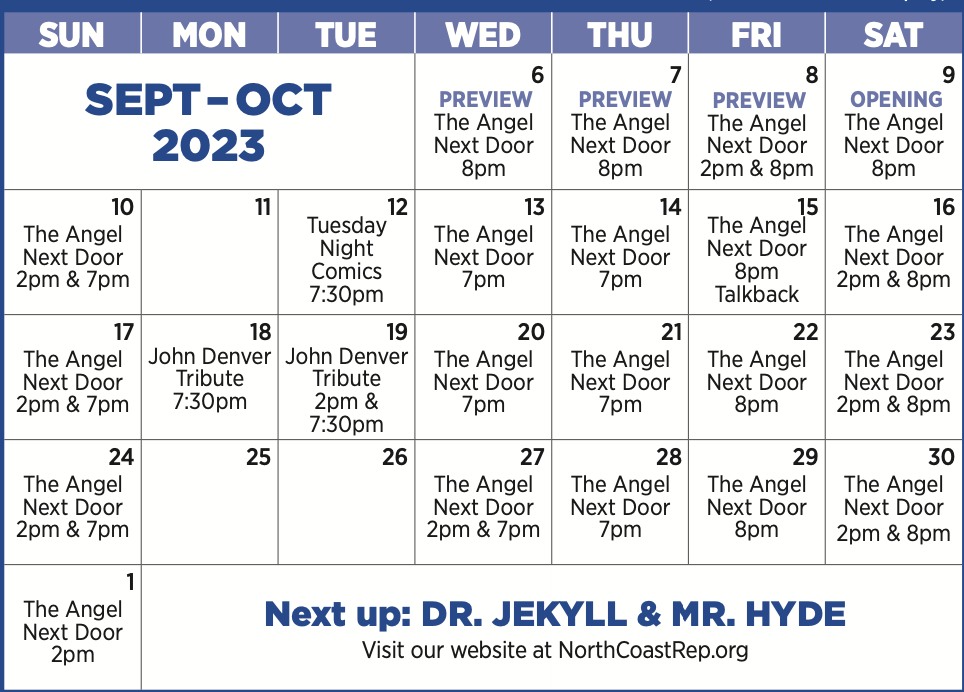 SUN MON TUE WED THU FRI SAT
SEPT – OCT
2023
6
PREVIEW
The Angel
Next Door
8pm
7
PREVIEW
The Angel
Next Door
8pm
8
PREVIEW
The Angel
Next Door
2pm & 8pm
9
OPENING
The Angel
Next Door
8pm
10
The Angel
Next Door
2pm & 7pm
11
12
Tuesday
Night
Comics
7:30pm
13
The Angel
Next Door
7pm
14
The Angel
Next Door
7pm
15
The Angel
Next Door
8pm
Talkback
16
The Angel
Next Door
2pm & 8pm
17
The Angel
Next Door
2pm & 7pm
18
John Denver
Tribute
7:30pm
19
John Denver
Tribute
2pm &
7:30pm
20
The Angel
Next Door
7pm
21
The Angel
Next Door
7pm
22
The Angel
Next Door
8pm
23
The Angel
Next Door
2pm & 8pm
24
The Angel
Next Door
2pm & 7pm
25
26
27
The Angel
Next Door
2pm & 7pm
28
The Angel
Next Door
7pm
29
The Angel
Next Door
8pm
30
The Angel
Next Door
2pm & 8pm
1
The Angel
Next Door
2pm
Next up: DR. JEKYLL & MR. HYDE
Visit our website at NorthCoastRep.org